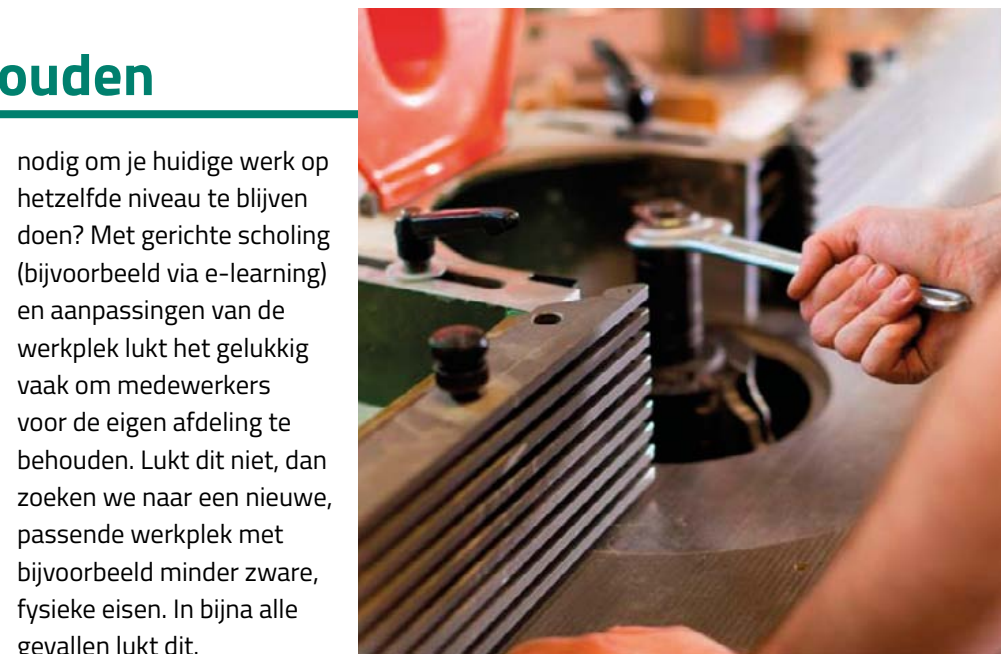 ouden
nodig om je huidige werk op
hetzelfde niveau te blijven
doen? Met gerichte scholing
(bijvoorbeeld via e-learning)
en aanpassingen van de
werkplek lukt het gelukkig
vaak om medewerkers
voor de eigen afdeling te
behouden. Lukt dit niet, dan
zoeken we naar een nieuwe,
passende werkplek met
bijvoorbeeld minder zware,
fysieke eisen. In bijna alle
gevallen lukt dit.